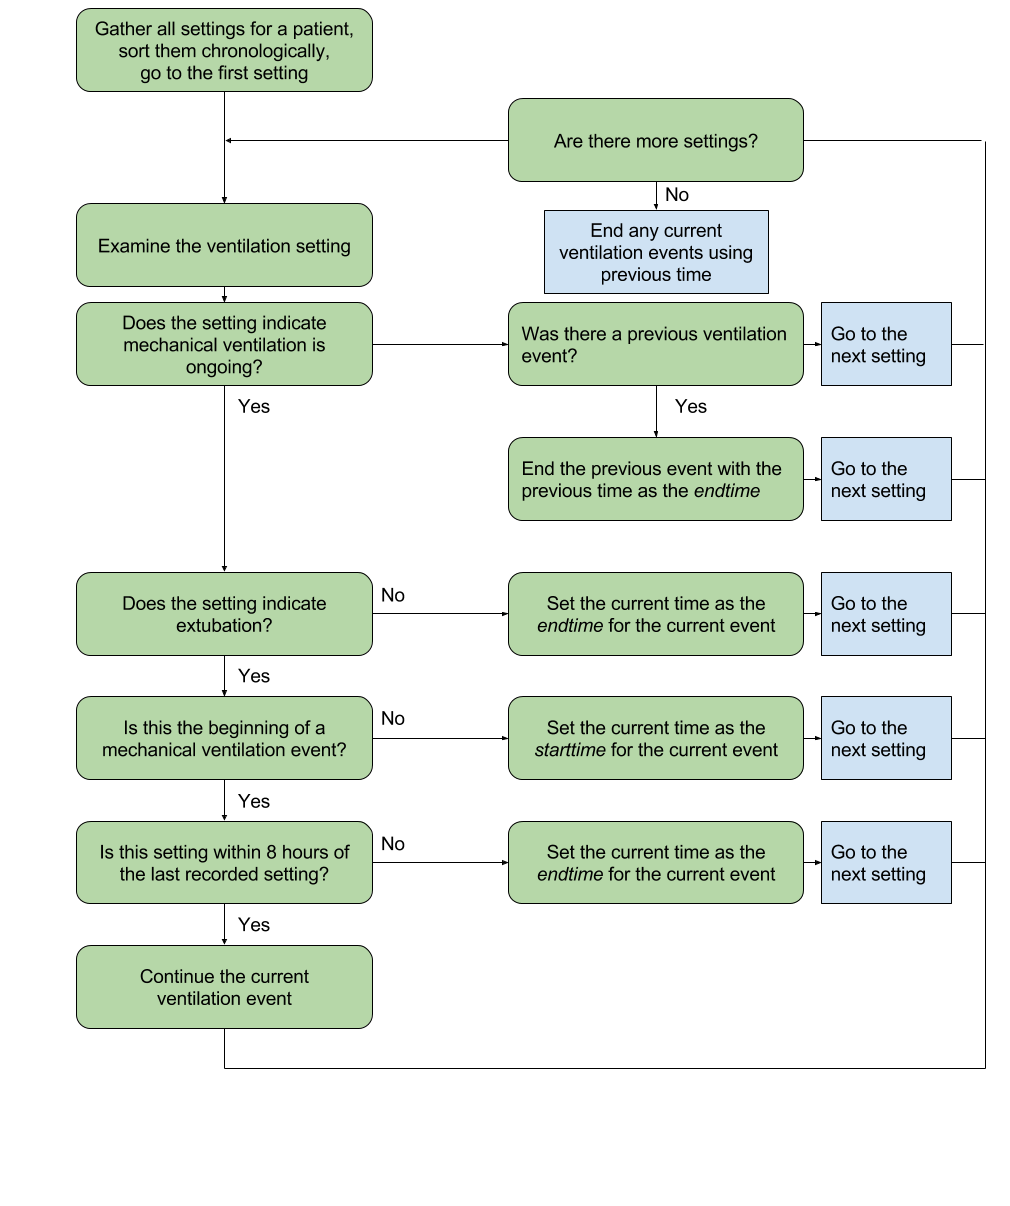 Gather all settings for a patient,
sort them chronologically,
go to the first setting
Are there more settings?
No
End any current
ventilation events using
previous time
Examine the ventilation setting
Does the setting indicate
mechanical ventilation is
ongoing?
Was there a previous ventilation
event?
Go to the
next setting
Yes
Yes
End the previous event with the
previous time as the endtime
Go to the
next setting
Does the setting indicate
extubation?
No
Set the current time as the
endtime for the current event
Go to the
next setting
Yes
Is this the beginning of a
mechanical ventilation event?
No
Set the current time as the
starttime for the current event
Go to the
next setting
Yes
Is this setting within 8 hours of
the last recorded setting?
No
Set the current time as the
endtime for the current event
Go to the
next setting
Yes
Continue the current
ventilation event